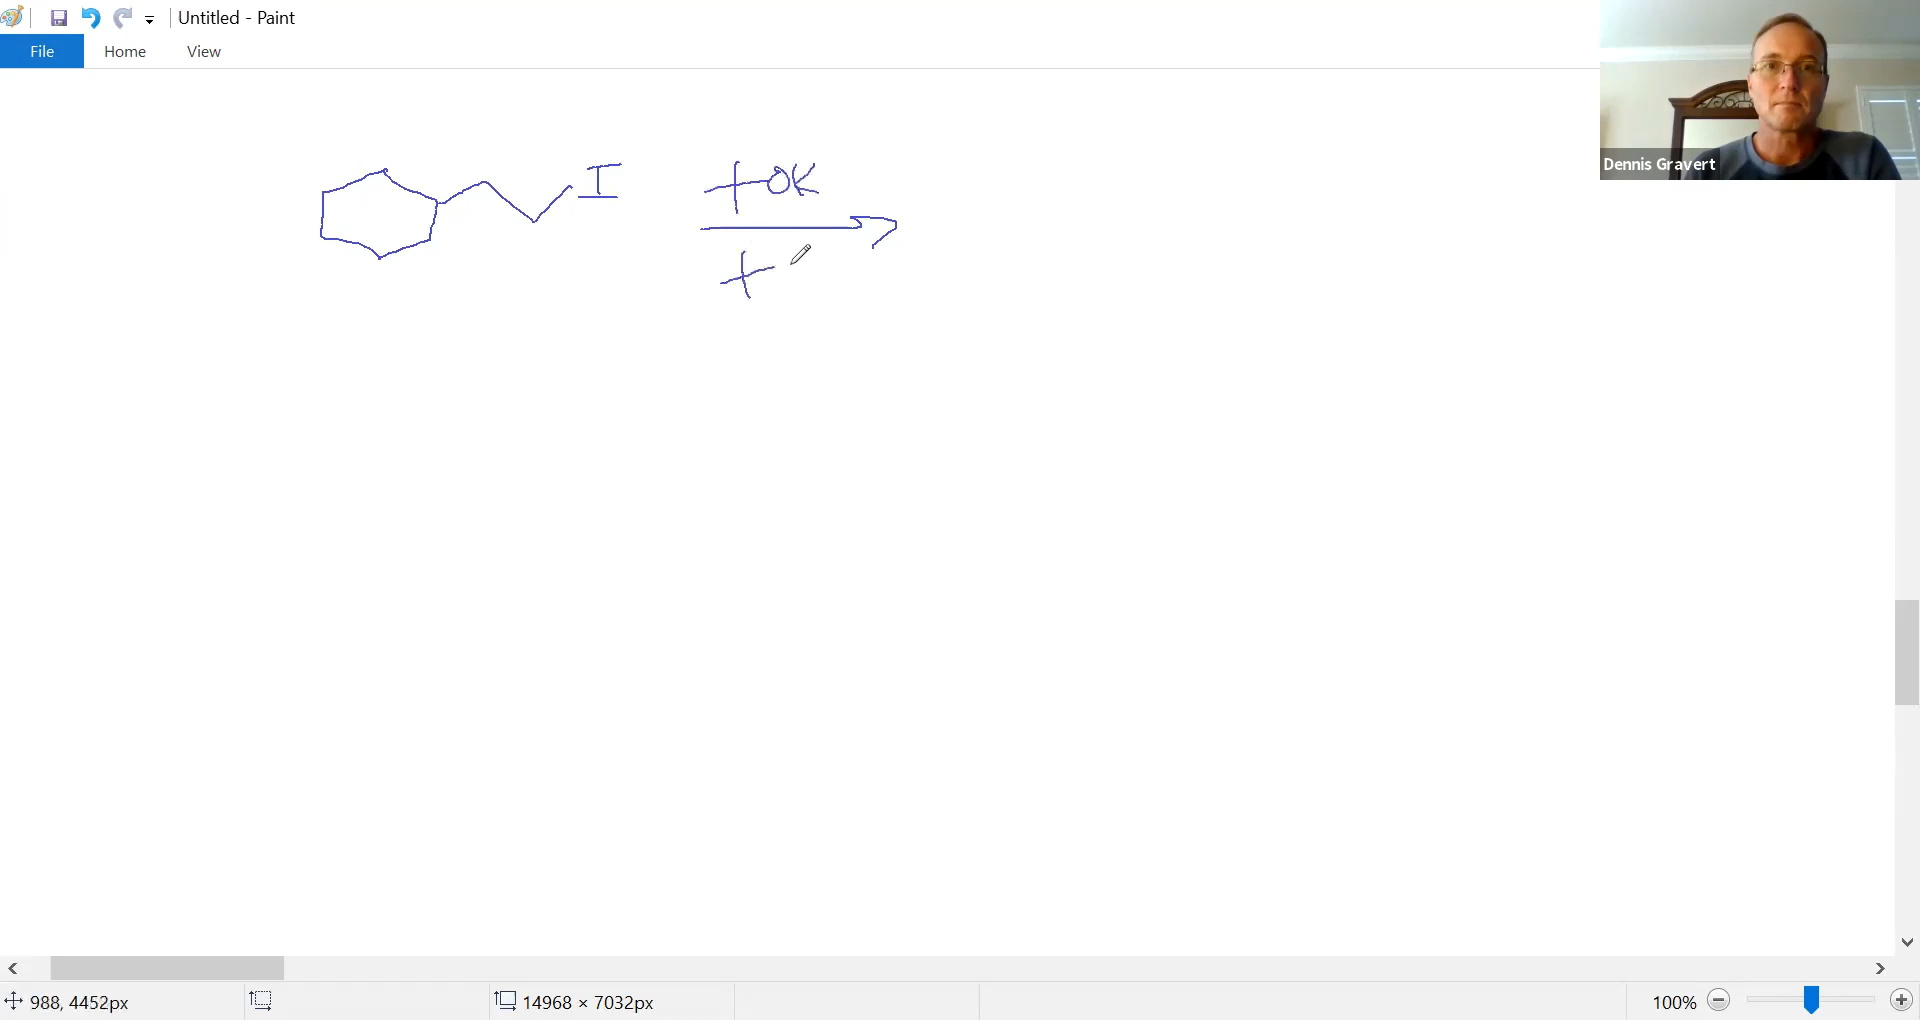 Untitled - Paint
File Home View
Dennis Gravert
I
OK
988, 4452px
14968 × 7032px
100%